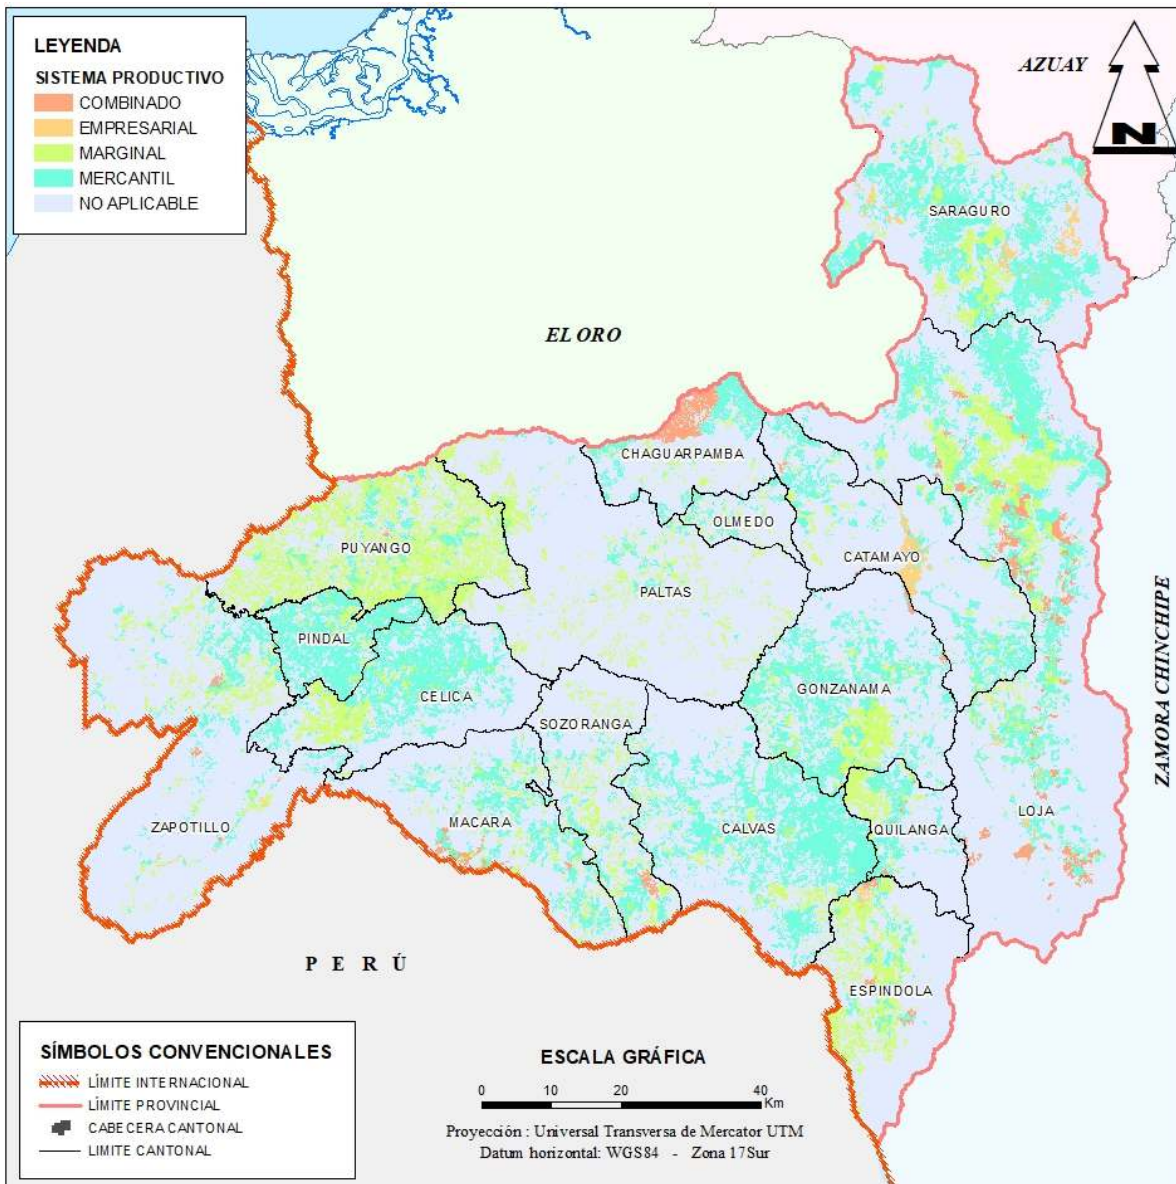 LEYENDA
SISTEMA PRODUCTIVO
COMBINADO
EMPRESARIAL
MARGINAL
MERCANTIL
NO APLICABLE
AZUAY
N
SARAGURO
EL ORO
CHAGUARPAMBA
OLMEDO
PUYANGO
CATAMAYO
PALTAS
ZAMORA CHINCHIPE
PINDAL
CELICA
GONZANAMA
SOZORANGA
ZAPOTILLO
MACARA
CALVAS
QUILANGA
LOJA
PERÚ
ESPINDOLA
SÍMBOLOS CONVENCIONALES
LÍMITE INTERNACIONAL
LÍMITE PROVINCIAL
CABECERA CANTONAL
LIMITE CANTONAL
ESCALA GRÁFICA
0 10 20 40
Km
Proyección : Universal Transversa de Mercator UTM
Datum horizontal: WGS84 - Zona 17Sur